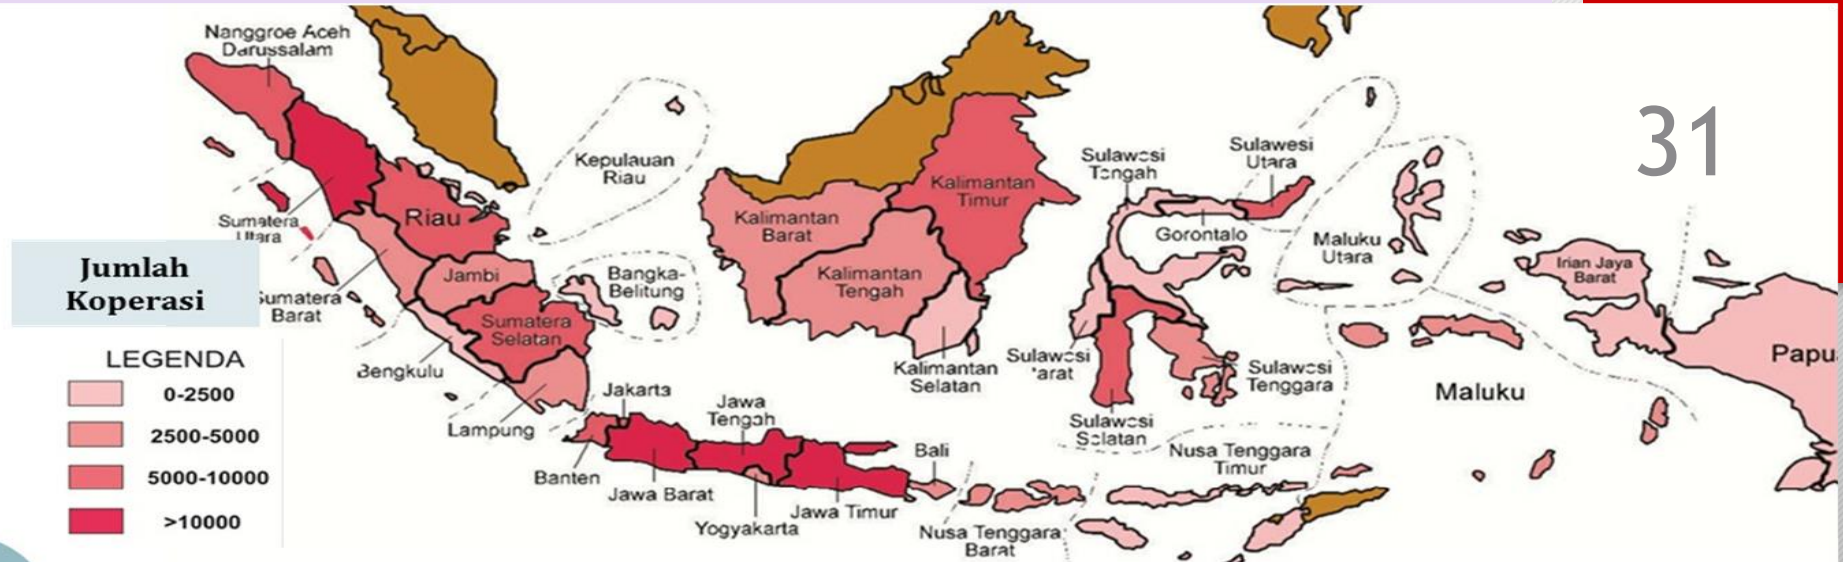 31
Nanggroe Aceh
Darussalam
Sumatera
Utara
Riau
Kepulauan
Riau
Sumatera
Barat
Jambi
Bangka-
Belitung
Sumatera
Selatan
Bengkulu
Lampung
Jakarta
Banten
Jawa Barat
Jawa
Tengah
Yogyakarta
Jawa Timur
Bali
Nusa Tenggara
Barat
Nusa Tenggara
Timur
Kalimantan
Barat
Kalimantan
Tengah
Kalimantan
Timur
Kalimantan
Selatan
Sulawesi
Tengah
Gorontalo
Sulawesi
Utara
Sulawesi
'arat
Sulawesi
Selatan
Sulawesi
Tenggara
Maluku
Utara
Maluku
Irian Jaya
Barat
Papu
Jumlah
Koperasi
LEGENDA
0-2500
2500-5000
5000-10000
>10000